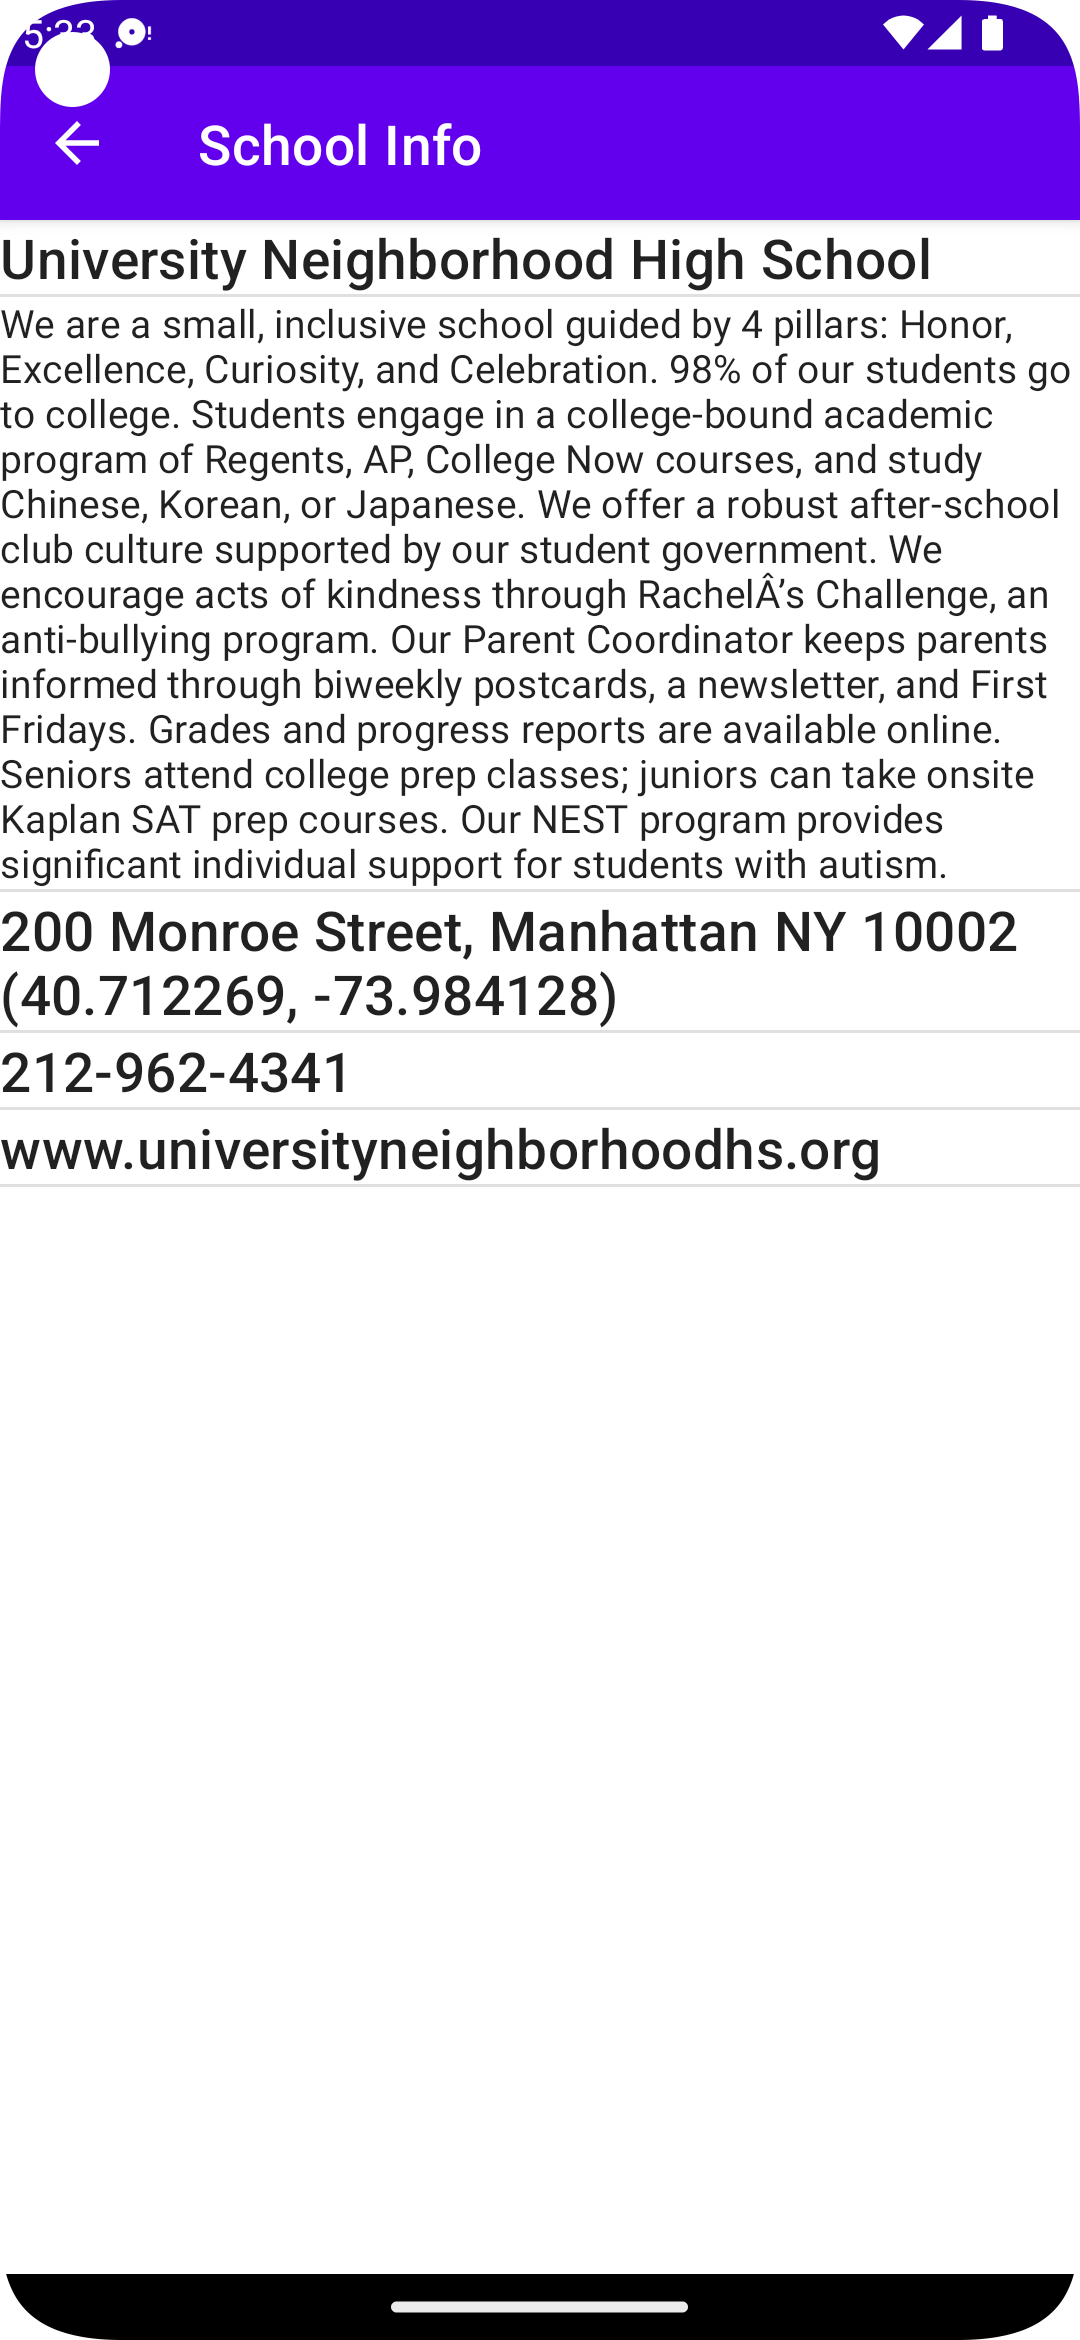 School Info
University Neighborhood High School
We are a small, inclusive school guided by 4 pillars: Honor,
Excellence, Curiosity, and Celebration. 98% of our students go
to college. Students engage in a college-bound academic
program of Regents, AP, College Now courses, and study
Chinese, Korean, or Japanese. We offer a robust after-school
club culture supported by our student government. We
encourage acts of kindness through RachelÂ’s Challenge, an
anti-bullying program. Our Parent Coordinator keeps parents
informed through biweekly postcards, a newsletter, and First
Fridays. Grades and progress reports are available online.
Seniors attend college prep classes; juniors can take onsite
Kaplan SAT prep courses. Our NEST program provides
significant individual support for students with autism.
200 Monroe Street, Manhattan NY 10002
(40.712269, -73.984128)
212-962-4341
www.universityneighborhoodhs.org